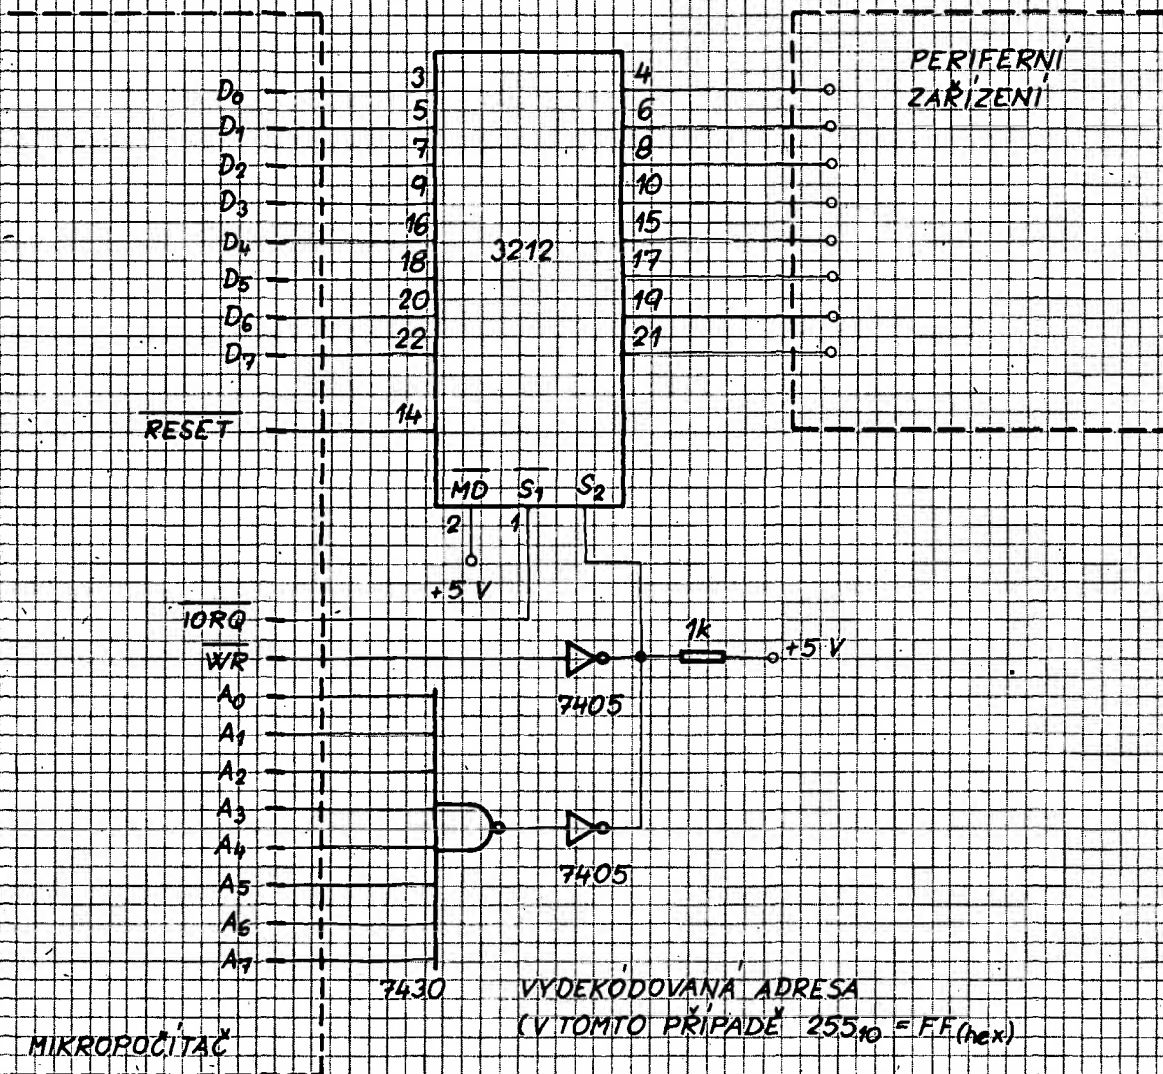 PERIFERNÍ
ZAŘÍZENÍ
D0 3 4
D1 5 6
D2 7 8
D3 9 10
D4 16 15
3212
D5 18 17
D6 20 19
D7 22 21
RESET 14
MD S1 S2
2 1
+5 V
IORQ
WR 1k +5 V
7405
A0
A1
A2
A3
A4
7405
A5
A6
A7
7430
VYDEKÓDOVANÁ ADRESA
(V TOMTO PŘÍPADĚ 25510 = FF(hex)
MIKROPOČÍTAČ